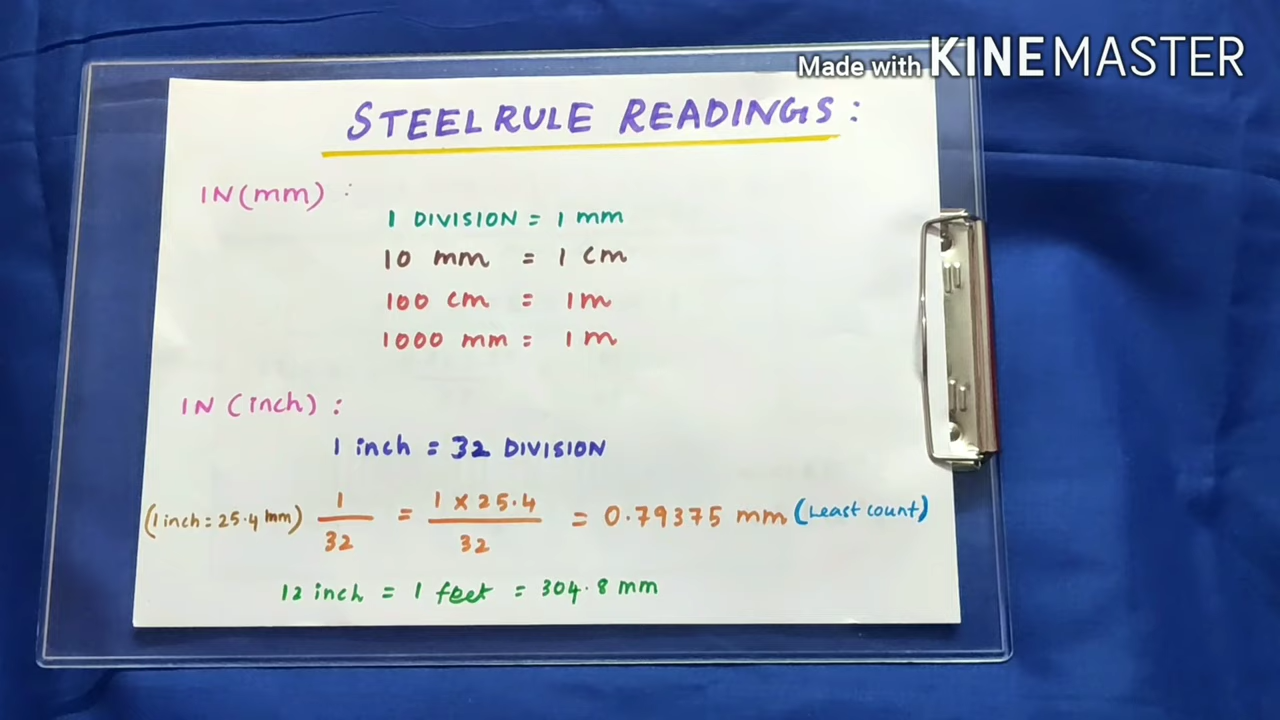 Made with KINEMASTER
STEEL RULE READINGS :
IN (mm) :
1 DIVISION = 1 mm
10 mm = 1 cm
100 cm = 1 m
1000 mm = 1 m
IN (inch) :
1 inch = 32 DIVISION
(1 inch = 25.4 mm) 1/32 = 1 x 25.4/32 = 0.79375 mm (Least count)
12 inch = 1 feet = 304.8 mm